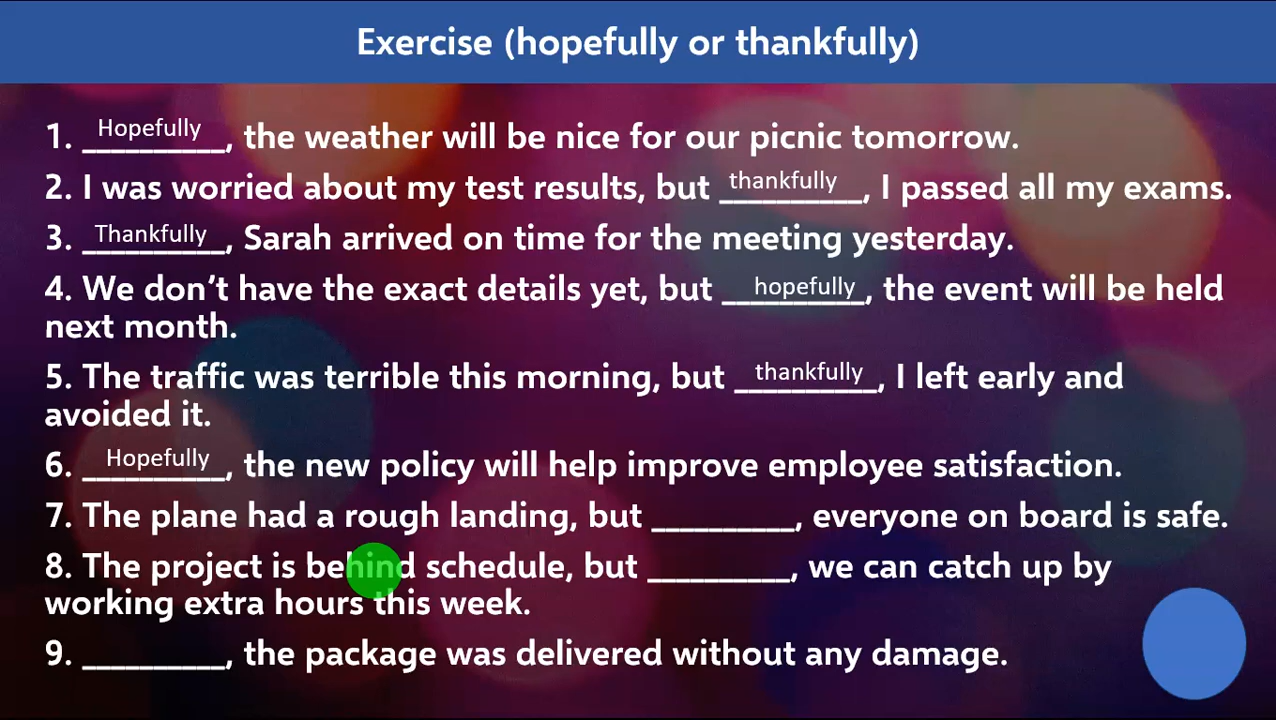 Exercise (hopefully or thankfully)
1. Hopefully, the weather will be nice for our picnic tomorrow.
2. I was worried about my test results, but thankfully, I passed all my exams.
3. Thankfully, Sarah arrived on time for the meeting yesterday.
4. We don’t have the exact details yet, but hopefully, the event will be held
next month.
5. The traffic was terrible this morning, but thankfully, I left early and
avoided it.
6. Hopefully, the new policy will help improve employee satisfaction.
7. The plane had a rough landing, but __________, everyone on board is safe.
8. The project is behind schedule, but __________, we can catch up by
working extra hours this week.
9. __________, the package was delivered without any damage.